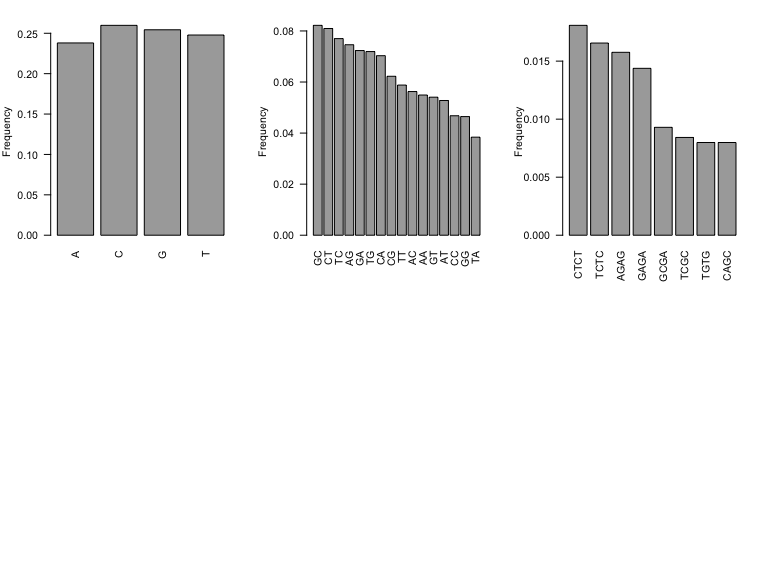 Frequency
0.25
0.20
0.15
0.10
0.05
0.00
A C G T
Frequency
0.08
0.06
0.04
0.02
0.00
GC CT TC AG GA TG CA CG TT AC AA GT AT CC GG TA
Frequency
0.015
0.010
0.005
0.000
CTCT TCTC AGAG GAGA GCGA TCGC TGTG CAGC